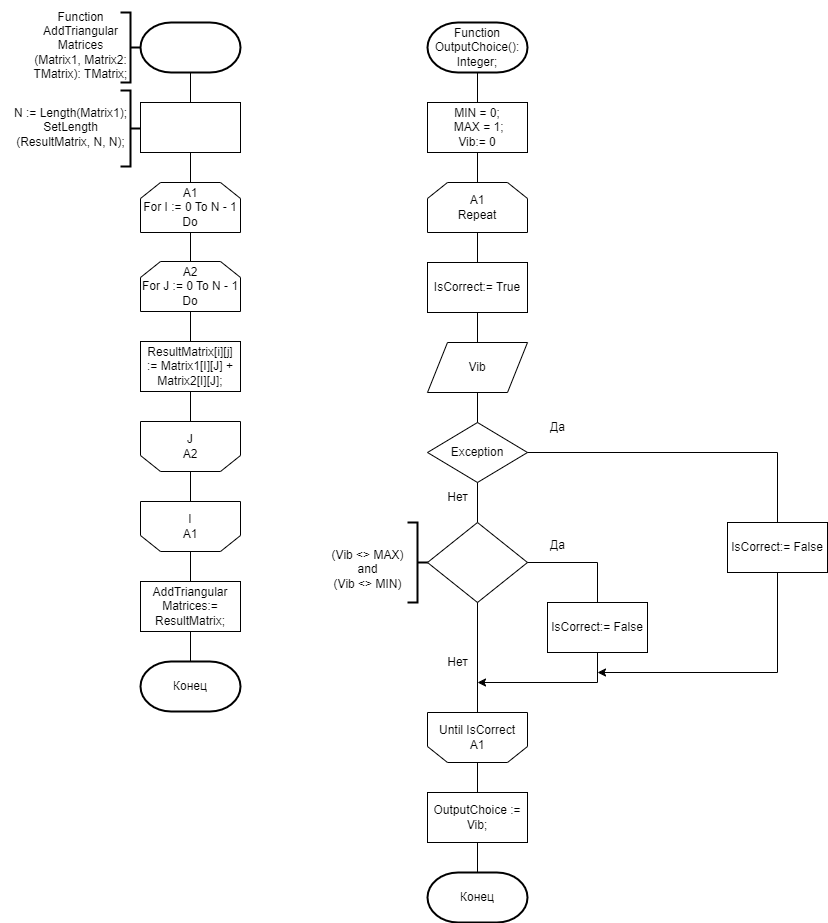 Function
AddTriangular
Matrices
(Matrix1, Matrix2:
TMatrix): TMatrix;
N := Length(Matrix1);
SetLength
(ResultMatrix, N, N);
A1
For I := 0 To N - 1
Do
A2
For J := 0 To N - 1
Do
ResultMatrix[i][j]
:= Matrix1[I][J] +
Matrix2[I][J];
J
A2
I
A1
AddTriangular
Matrices:=
ResultMatrix;
Конец
Function
OutputChoice():
Integer;
MIN = 0;
MAX = 1;
Vib:= 0
A1
Repeat
IsCorrect:= True
Vib
Exception
Да
Нет
IsCorrect:= False
(Vib <> MAX)
and
(Vib <> MIN)
Да
IsCorrect:= False
Нет
Until IsCorrect
A1
OutputChoice :=
Vib;
Конец